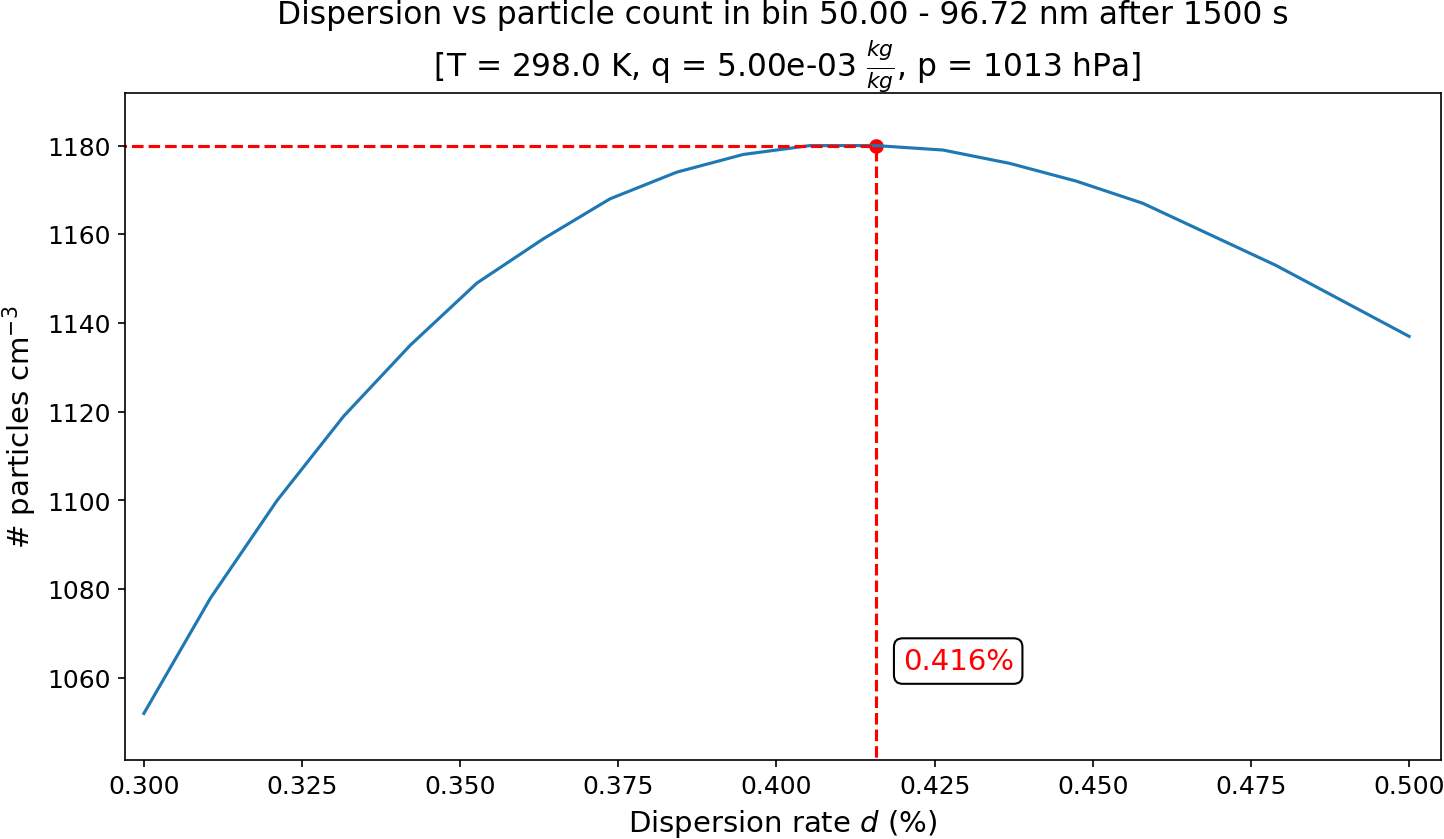 Dispersion vs particle count in bin 50.00 - 96.72 nm after 1500 s
[T = 298.0 K, q = 5.00e-03 $\frac{kg}{kg}$, p = 1013 hPa]
# particles cm⁻³
1180
1160
1140
1120
1100
1080
1060
0.416%
0.300 0.325 0.350 0.375 0.400 0.425 0.450 0.475 0.500
Dispersion rate d (%)